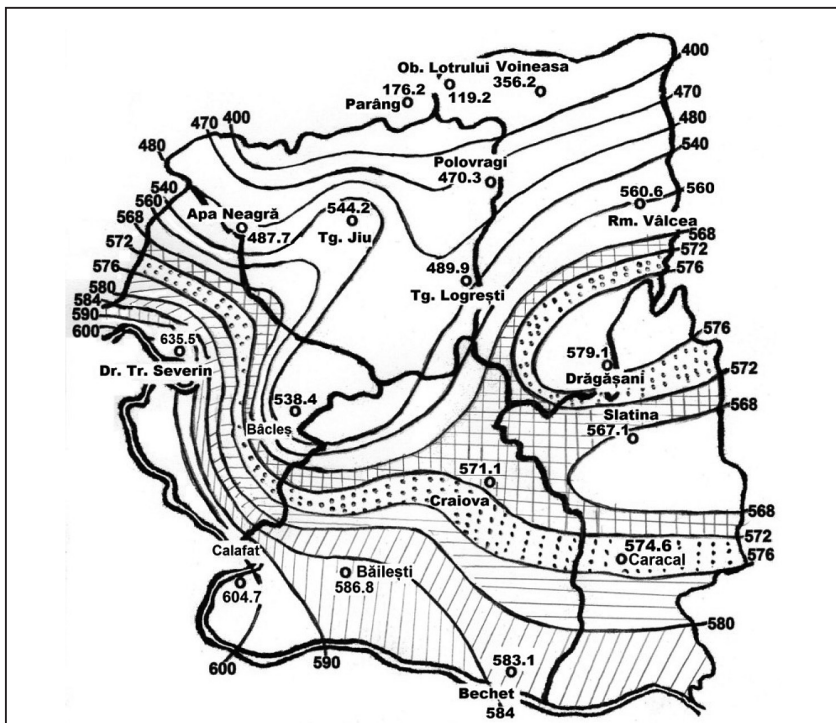 Ob. Lotrului Voineasa
400
176.2
119.2
356.2
Parâng
470
400
470
480
480
Polovragi
540
470.3
540
560
560.6
560
544.2
Apa Neagră
568
487.7
Rm. Vâlcea
Tg. Jiu
568
572
572
489.9
576
576
Tg. Logrești
580
584
590
576
600
635.5
579.1
572
Dr. Tr. Severin
Drăgășani
538.4
568
Slatina
Bâcleș
567.1
571.1
Craiova
568
572
Calafat
574.6
Caracal
576
Băilești
586.8
604.7
580
600
590
583.1
Bechet
584